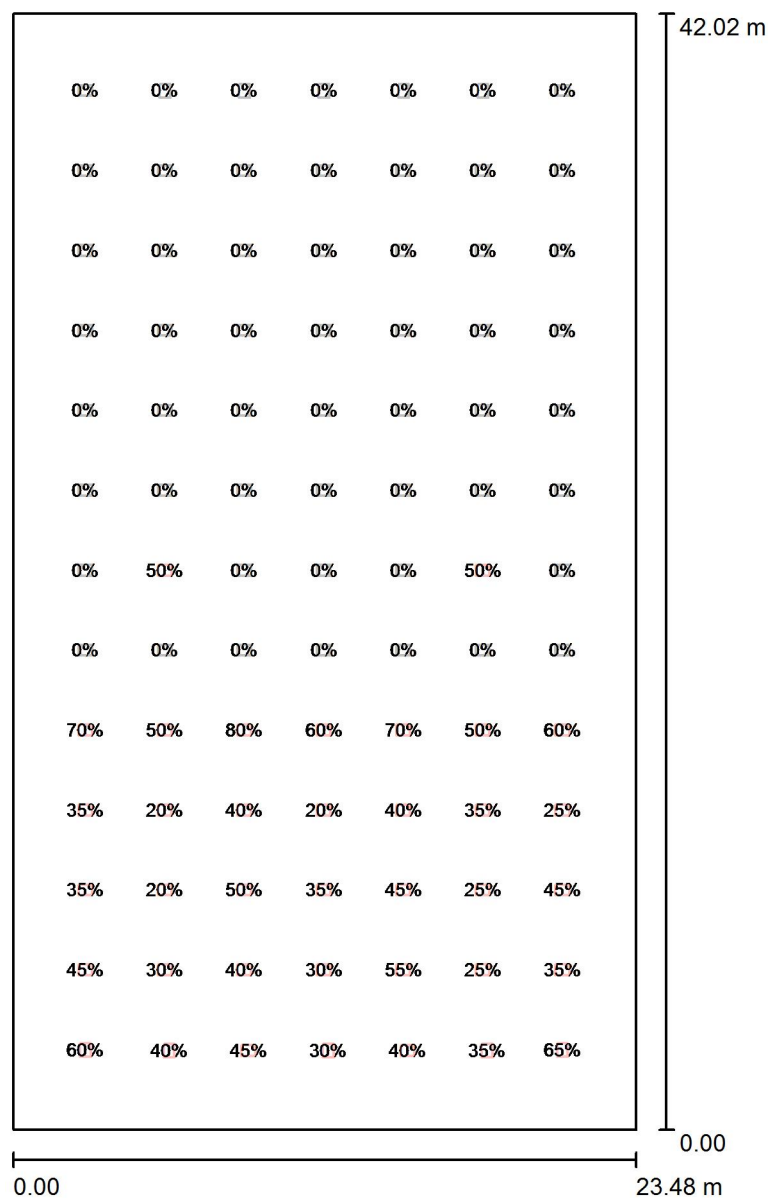 42.02 m
0% 0% 0% 0% 0% 0% 0%
0% 0% 0% 0% 0% 0% 0%
0% 0% 0% 0% 0% 0% 0%
0% 0% 0% 0% 0% 0% 0%
0% 0% 0% 0% 0% 0% 0%
0% 0% 0% 0% 0% 0% 0%
0% 50% 0% 0% 0% 50% 0%
0% 0% 0% 0% 0% 0% 0%
70% 50% 80% 60% 70% 50% 60%
35% 20% 40% 20% 40% 35% 25%
35% 20% 50% 35% 45% 25% 45%
45% 30% 40% 30% 55% 25% 35%
60% 40% 45% 30% 40% 35% 65%
0.00
0.00 23.48 m